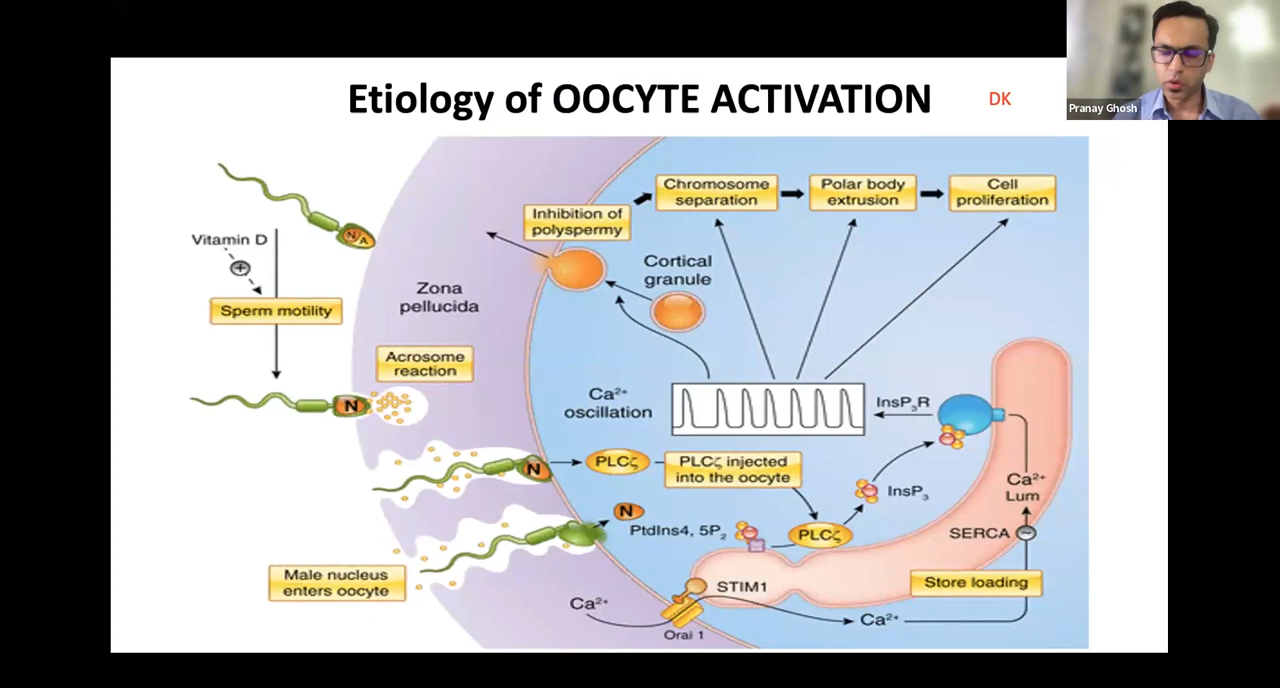 Etiology of OOCYTE ACTIVATION
DK
Pranay Ghosh
N
A
Vitamin D
+
Sperm motility
Zona
pellucida
Acrosome
reaction
N
Inhibition of
polyspermy
Chromosome
separation
Polar body
extrusion
Cell
proliferation
Cortical
granule
Ca²⁺
oscillation
InsP₃R
N
PLCζ
PLCζ injected
into the oocyte
InsP₃
Ca²⁺
Lum
N
PtdIns4, 5P₂
PLCζ
SERCA
~
Male nucleus
enters oocyte
STIM1
Store loading
Ca²⁺
Ca²⁺
Orai 1